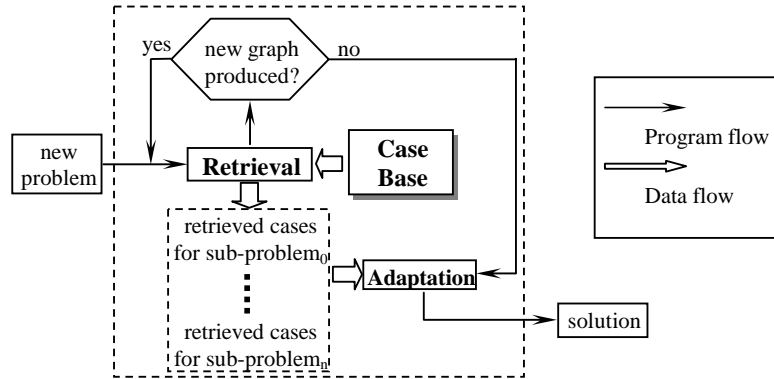 yes
new graph
produced?
no
new
problem
Retrieval
Case
Base
Program flow
Data flow
retrieved cases
for sub-problem0
Adaptation
retrieved cases
for sub-problemn
solution